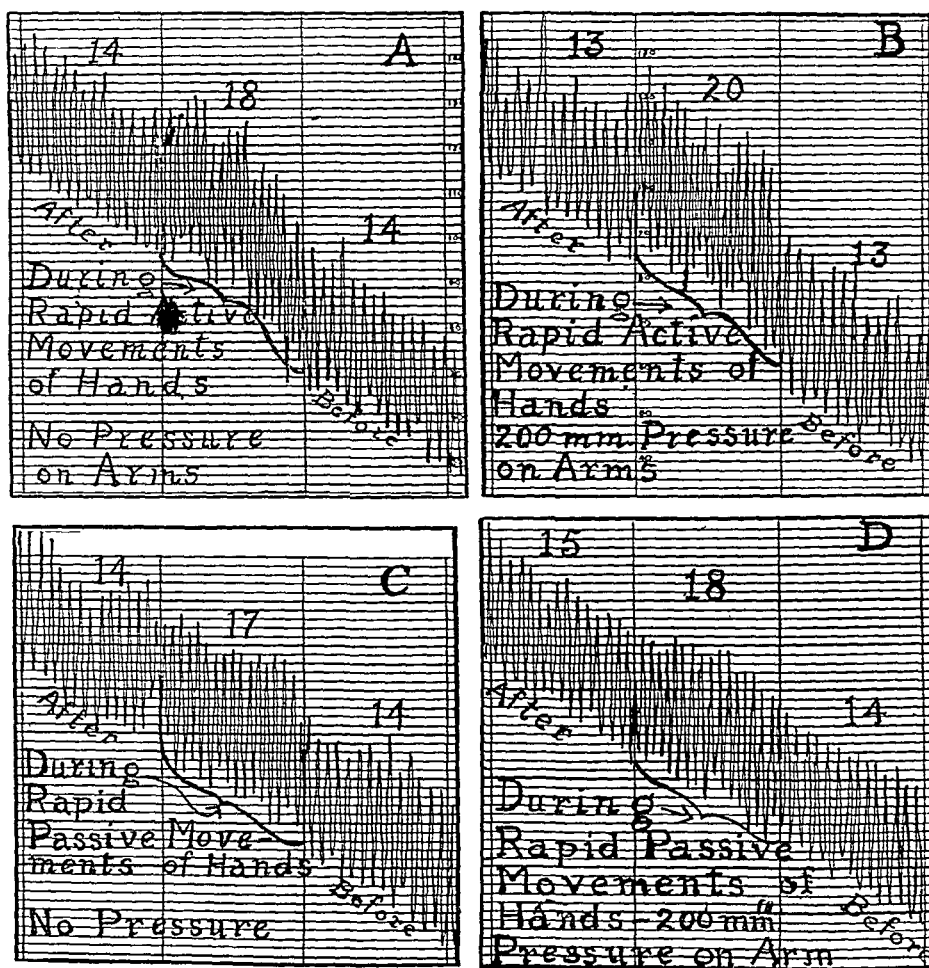 A
14
18
14
After
During
Rapid Active
Movements
of Hands
Before
No Pressure
on Arms
B
13
20
13
After
During
Rapid Active
Movements of
Hands
200 mm. Pressure
on Arms
Before
C
14
17
14
After
During
Rapid
Passive Move-
ments of Hands
Before
No Pressure
D
15
18
14
After
During
Rapid Passive
Movements of
Hands - 200 mm
Pressure on Arm
Before